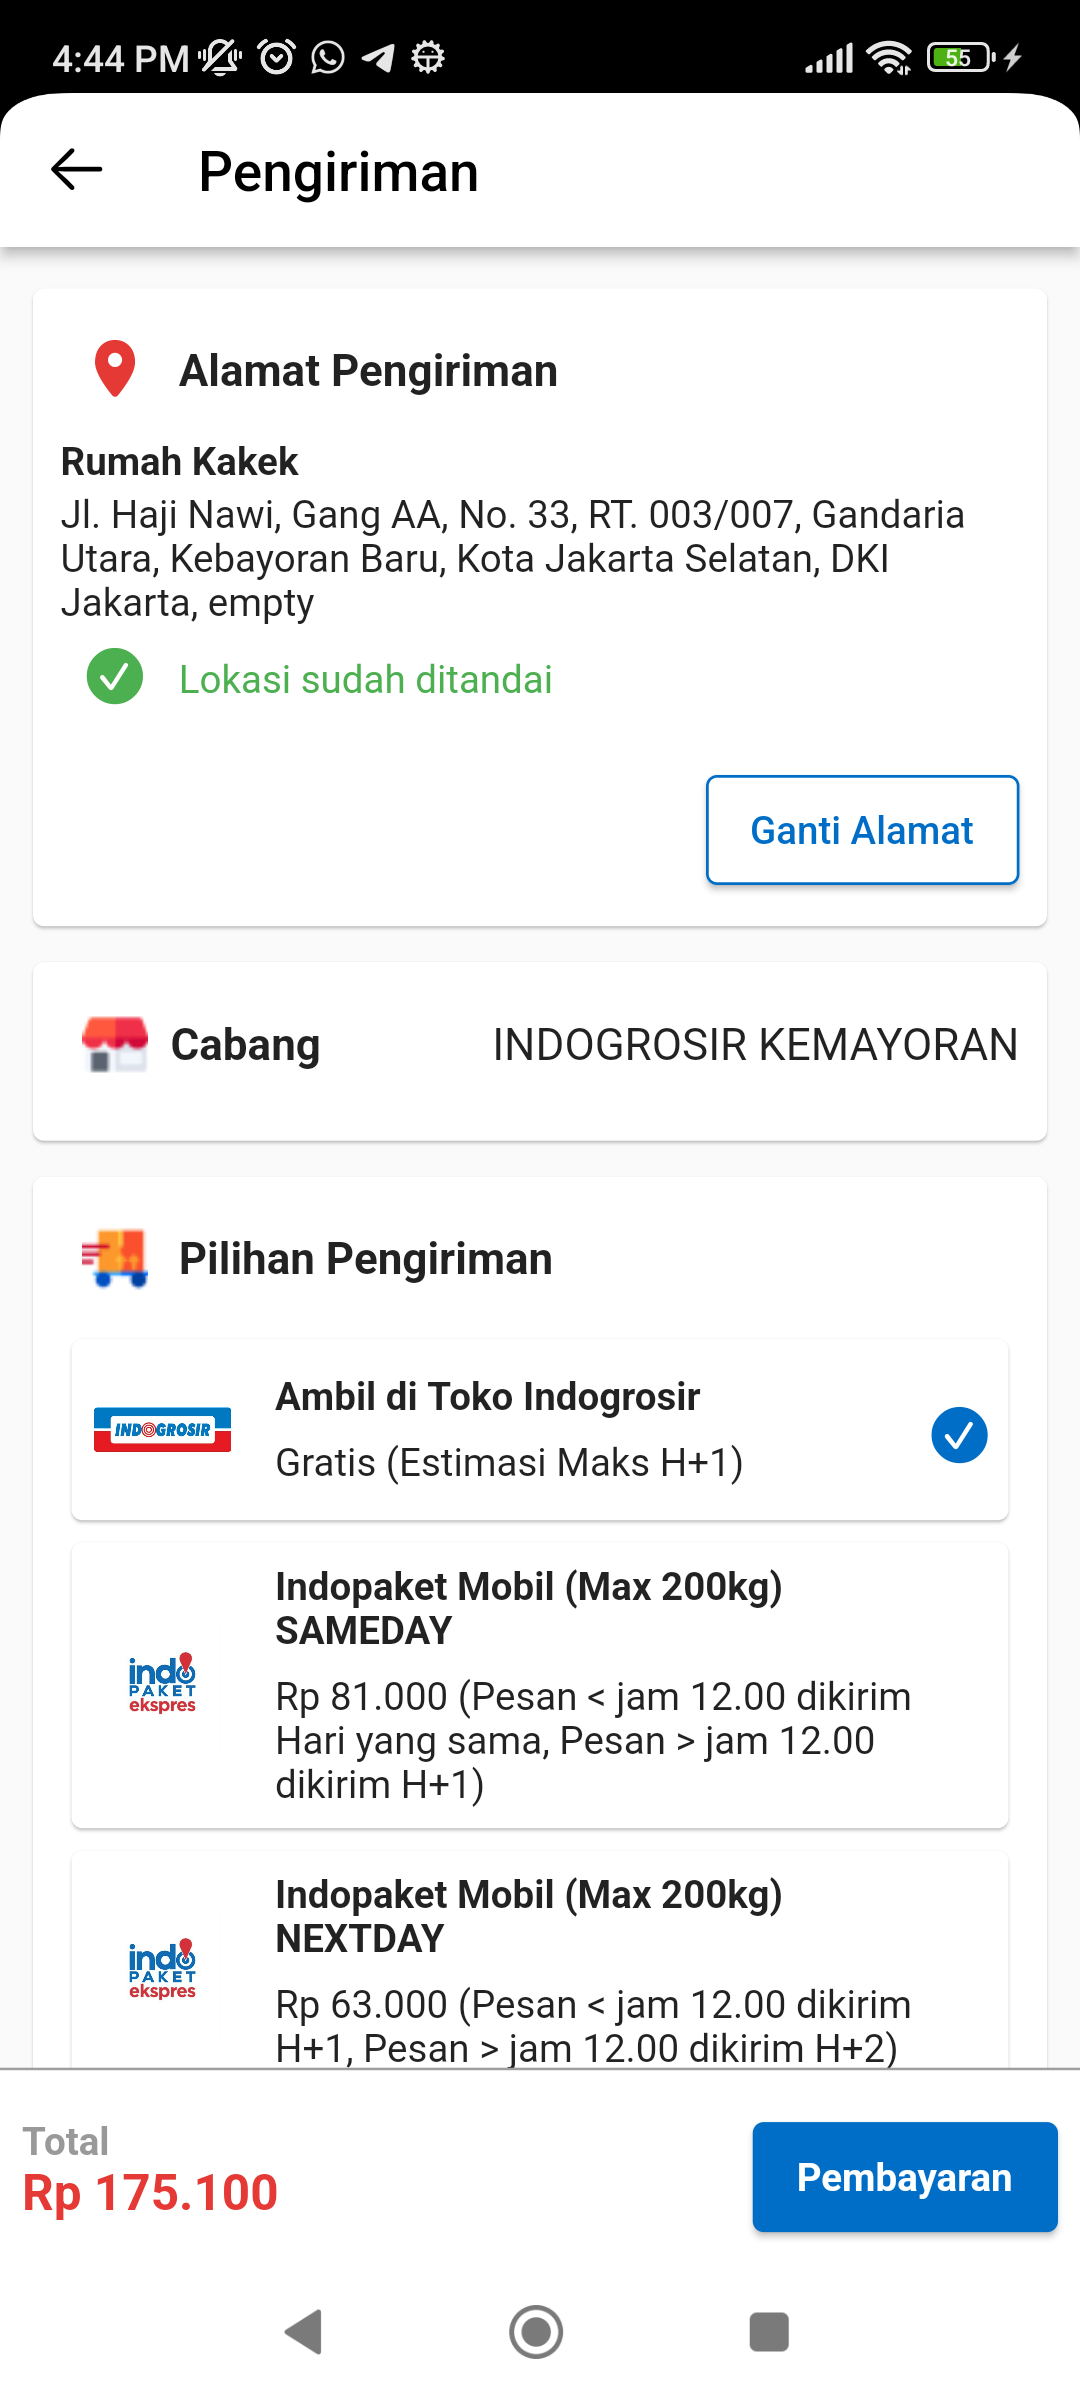 4:44 PM
55
Pengiriman
Alamat Pengiriman
Rumah Kakek
Jl. Haji Nawi, Gang AA, No. 33, RT. 003/007, Gandaria
Utara, Kebayoran Baru, Kota Jakarta Selatan, DKI
Jakarta, empty
Lokasi sudah ditandai
Ganti Alamat
Cabang
INDOGROSIR KEMAYORAN
Pilihan Pengiriman
INDOGROSIR
Ambil di Toko Indogrosir
Gratis (Estimasi Maks H+1)
indo
PAKET
ekspres
Indopaket Mobil (Max 200kg)
SAMEDAY
Rp 81.000 (Pesan < jam 12.00 dikirim
Hari yang sama, Pesan > jam 12.00
dikirim H+1)
indo
PAKET
ekspres
Indopaket Mobil (Max 200kg)
NEXTDAY
Rp 63.000 (Pesan < jam 12.00 dikirim
H+1, Pesan > jam 12.00 dikirim H+2)
Total
Rp 175.100
Pembayaran